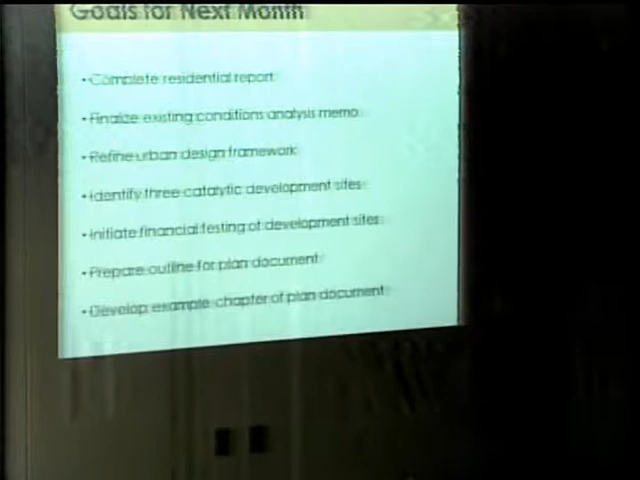 Goals for Next Month
• Complete residential report
• Finalize existing conditions analysis memo
• Refine urban design framework
• Identify three catalytic development sites
• Initiate financial testing of development sites
• Prepare outline for plan document
• Develop example chapter of plan document